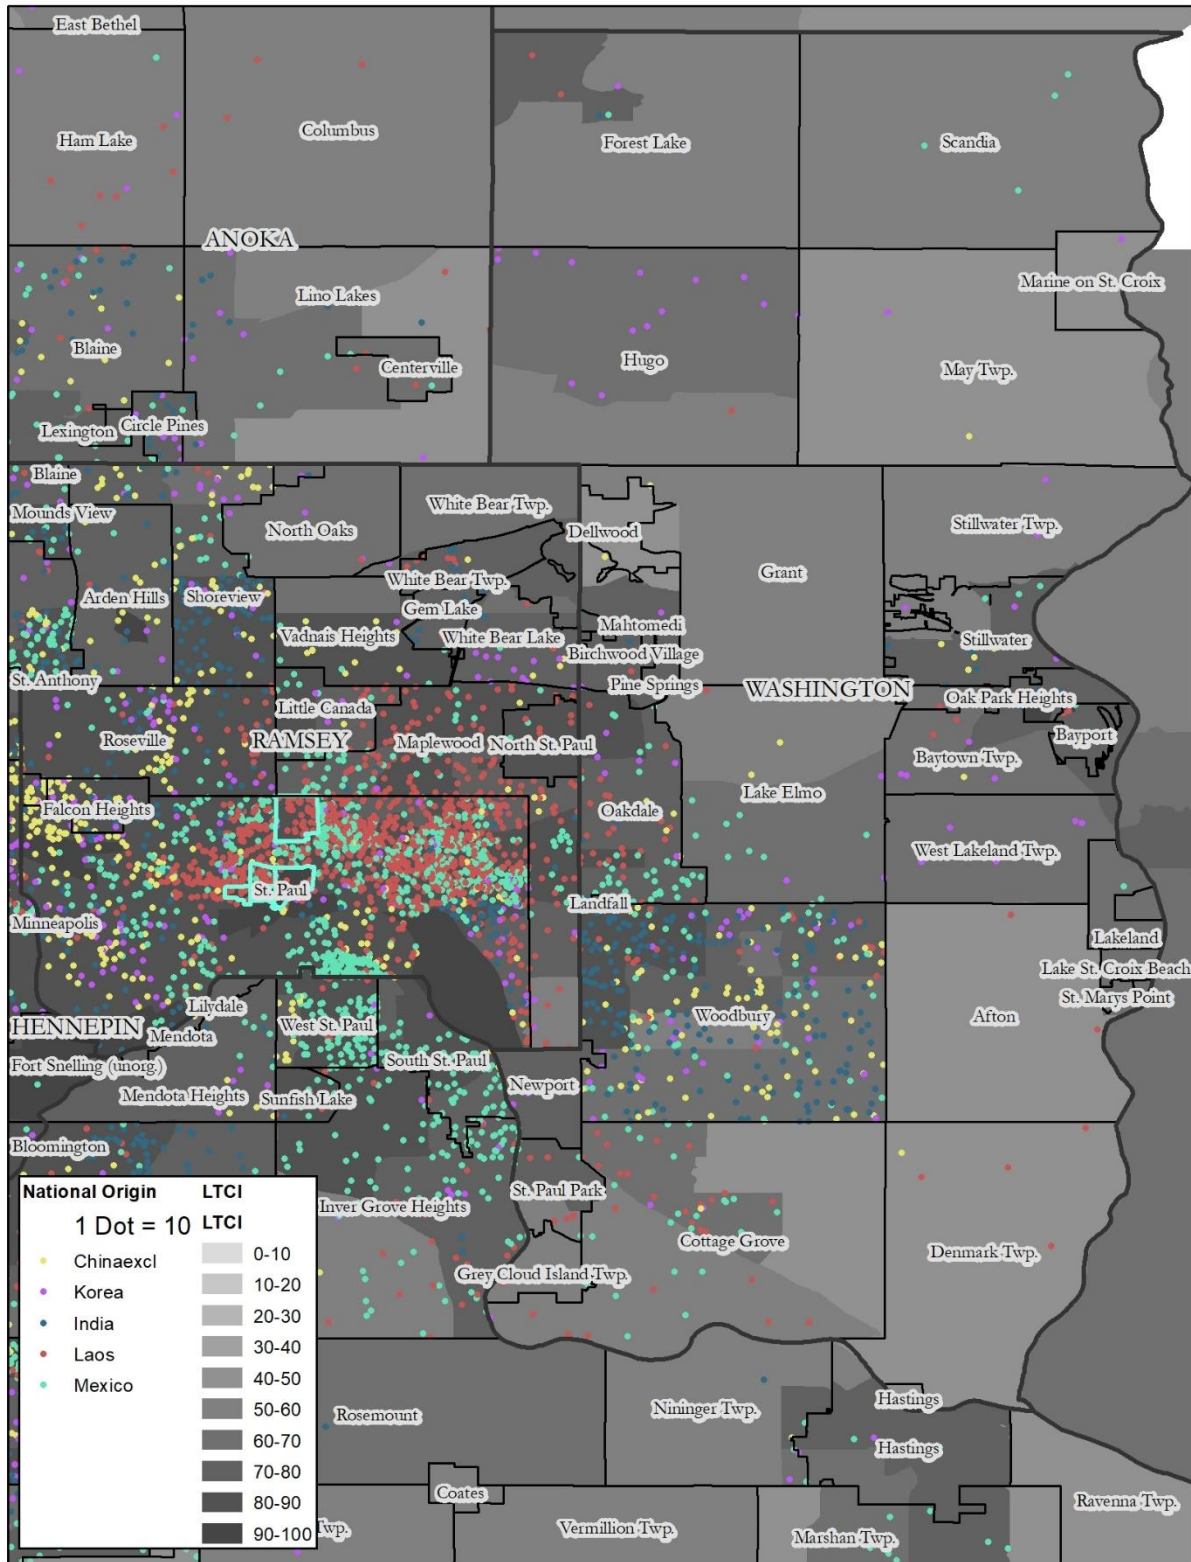 East Bethel
Ham Lake
Columbus
Forest Lake
Scandia
ANOKA
Lino Lakes
Marine on St. Croix
Blaine
Centerville
Hugo
May Twp.
Lexington
Circle Pines
Blaine
Mounds View
North Oaks
White Bear Twp.
Dellwood
Stillwater Twp.
Arden Hills
Shoreview
White Bear Twp.
Grant
Gem Lake
Vadnais Heights
White Bear Lake
Mahtomedi
Stillwater
Birchwood Village
St. Anthony
Pine Springs
WASHINGTON
Oak Park Heights
Little Canada
Roseville
RAMSEY
Maplewood
North St. Paul
Bayport
Baytown Twp.
Falcon Heights
Oakdale
Lake Elmo
West Lakeland Twp.
St. Paul
Landfall
Minneapolis
Lakeland
Lake St. Croix Beach
St. Marys Point
Lilydale
HENNEPIN
Mendota
West St. Paul
Woodbury
Afton
Fort Snelling (unorg.)
South St. Paul
Mendota Heights
Sunfish Lake
Newport
Bloomington
St. Paul Park
Inver Grove Heights
Cottage Grove
Denmark Twp.
Grey Cloud Island Twp.
National Origin
1 Dot = 10
Chinaexcl
Korea
India
Laos
Mexico
LTCI
LTCI
0-10
10-20
20-30
30-40
40-50
50-60
60-70
70-80
80-90
90-100
Rosemount
Nininger Twp.
Hastings
Hastings
Coates
Ravenna Twp.
Twp.
Vermillion Twp.
Marshan Twp.